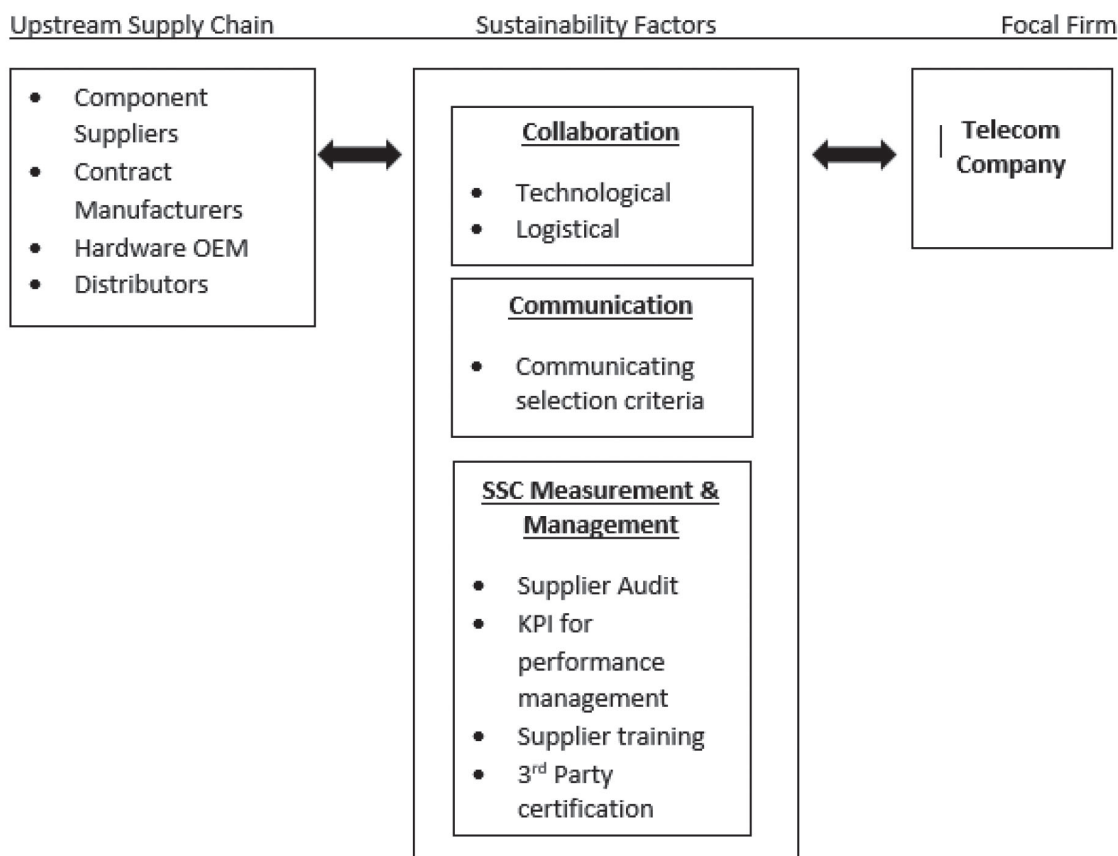 Upstream Supply Chain Sustainability Factors Focal Firm
• Component
Suppliers
• Contract
Manufacturers
• Hardware OEM
• Distributors
Collaboration
• Technological
• Logistical
Communication
• Communicating
selection criteria
SSC Measurement &
Management
• Supplier Audit
• KPI for
performance
management
• Supplier training
• 3rd Party
certification
Telecom
Company